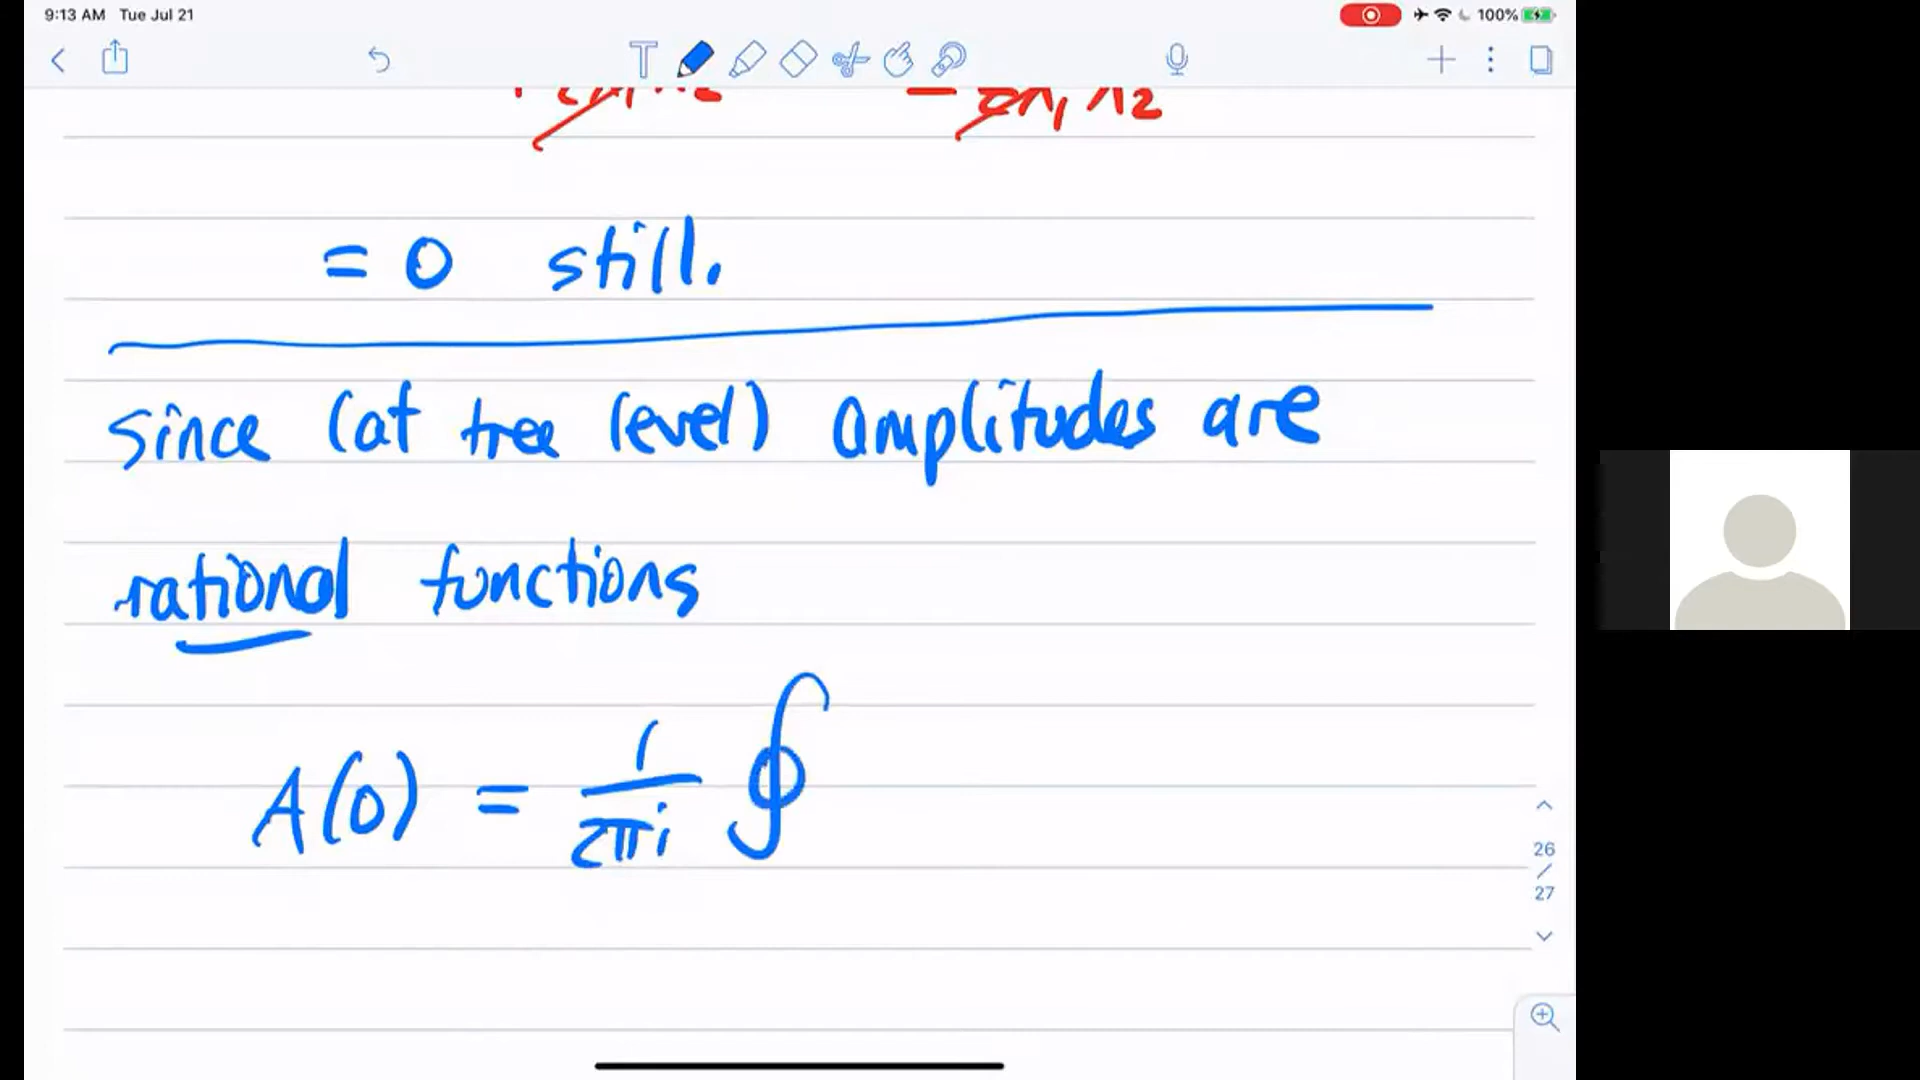 9:13 AM Tue Jul 21
100%
T
= 0 still.
since (at tree level) amplitudes are
rational functions
A(0) = 1/2πi ∮
26
/
27